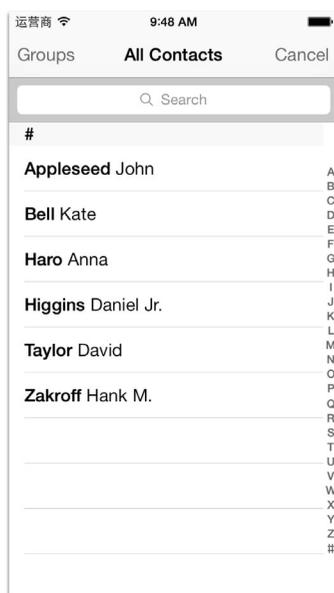 运营商 9:48 AM
Groups All Contacts Cancel
Search
#
Appleseed John
Bell Kate
Haro Anna
Higgins Daniel Jr.
Taylor David
Zakroff Hank M.
A
B
C
D
E
F
G
H
I
J
K
L
M
N
O
P
Q
R
S
T
U
V
W
X
Y
Z
#